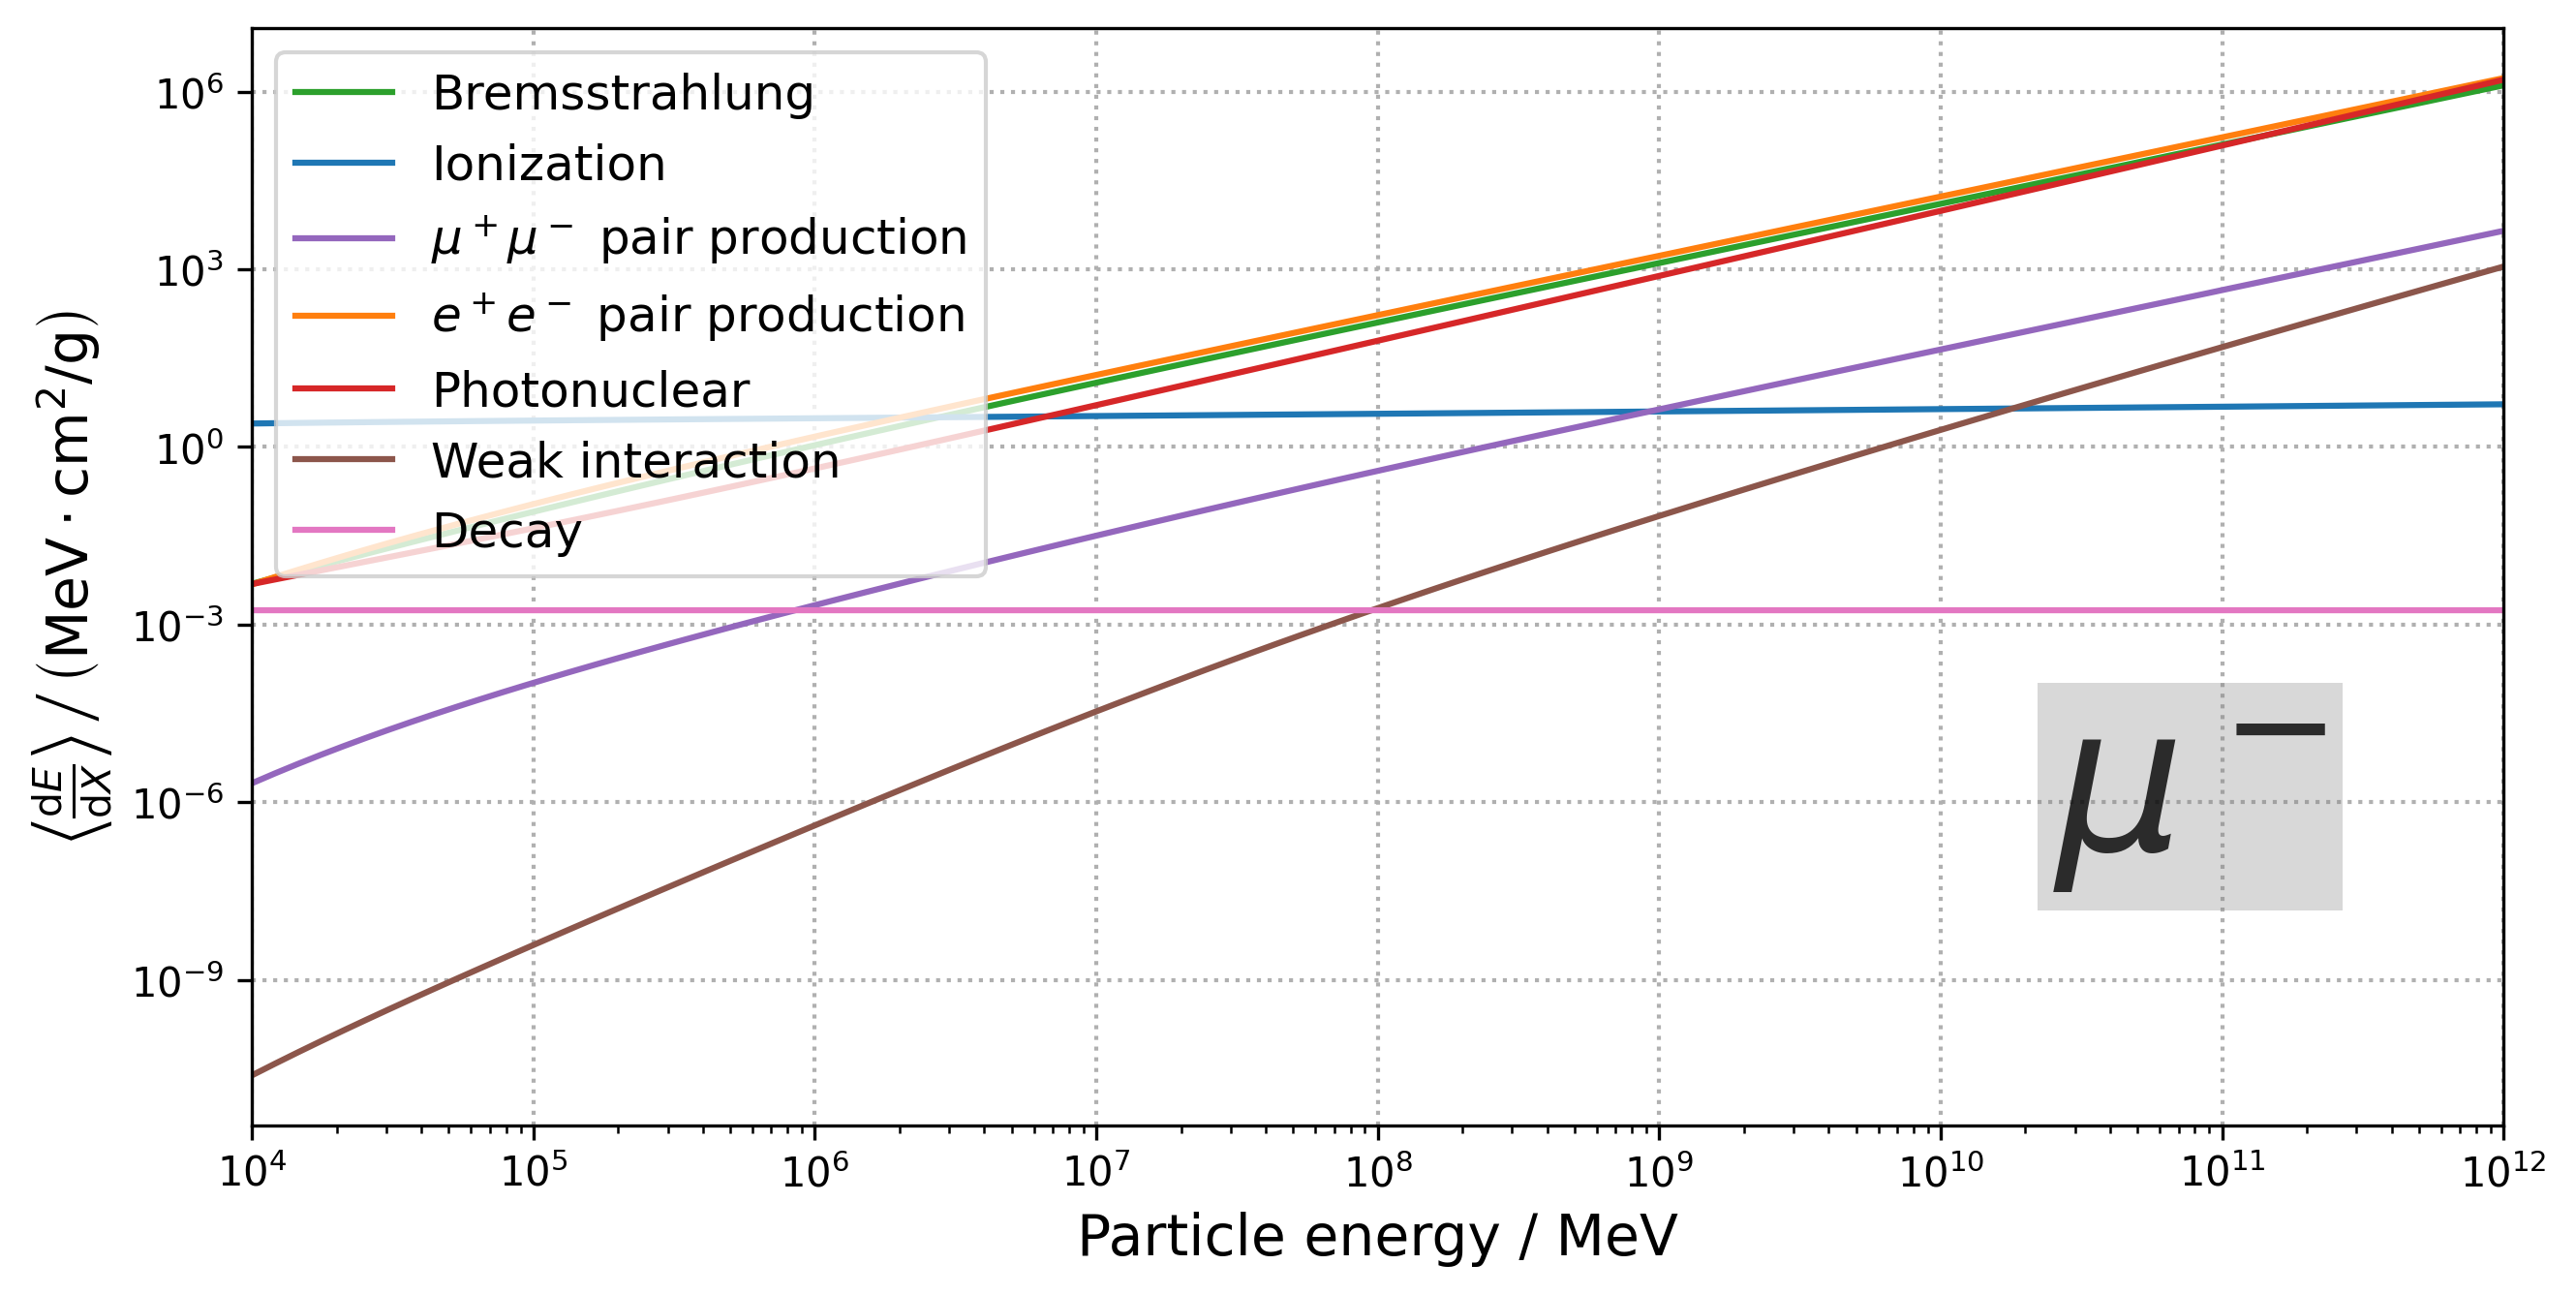 Bremsstrahlung
Ionization
μ⁺μ⁻ pair production
e⁺e⁻ pair production
Photonuclear
Weak interaction
Decay
10⁶
10³
10⁰
10⁻³
10⁻⁶
10⁻⁹
⟨dE/dX⟩ / (MeV · cm²/g)
μ⁻
10⁴ 10⁵ 10⁶ 10⁷ 10⁸ 10⁹ 10¹⁰ 10¹¹ 10¹²
Particle energy / MeV